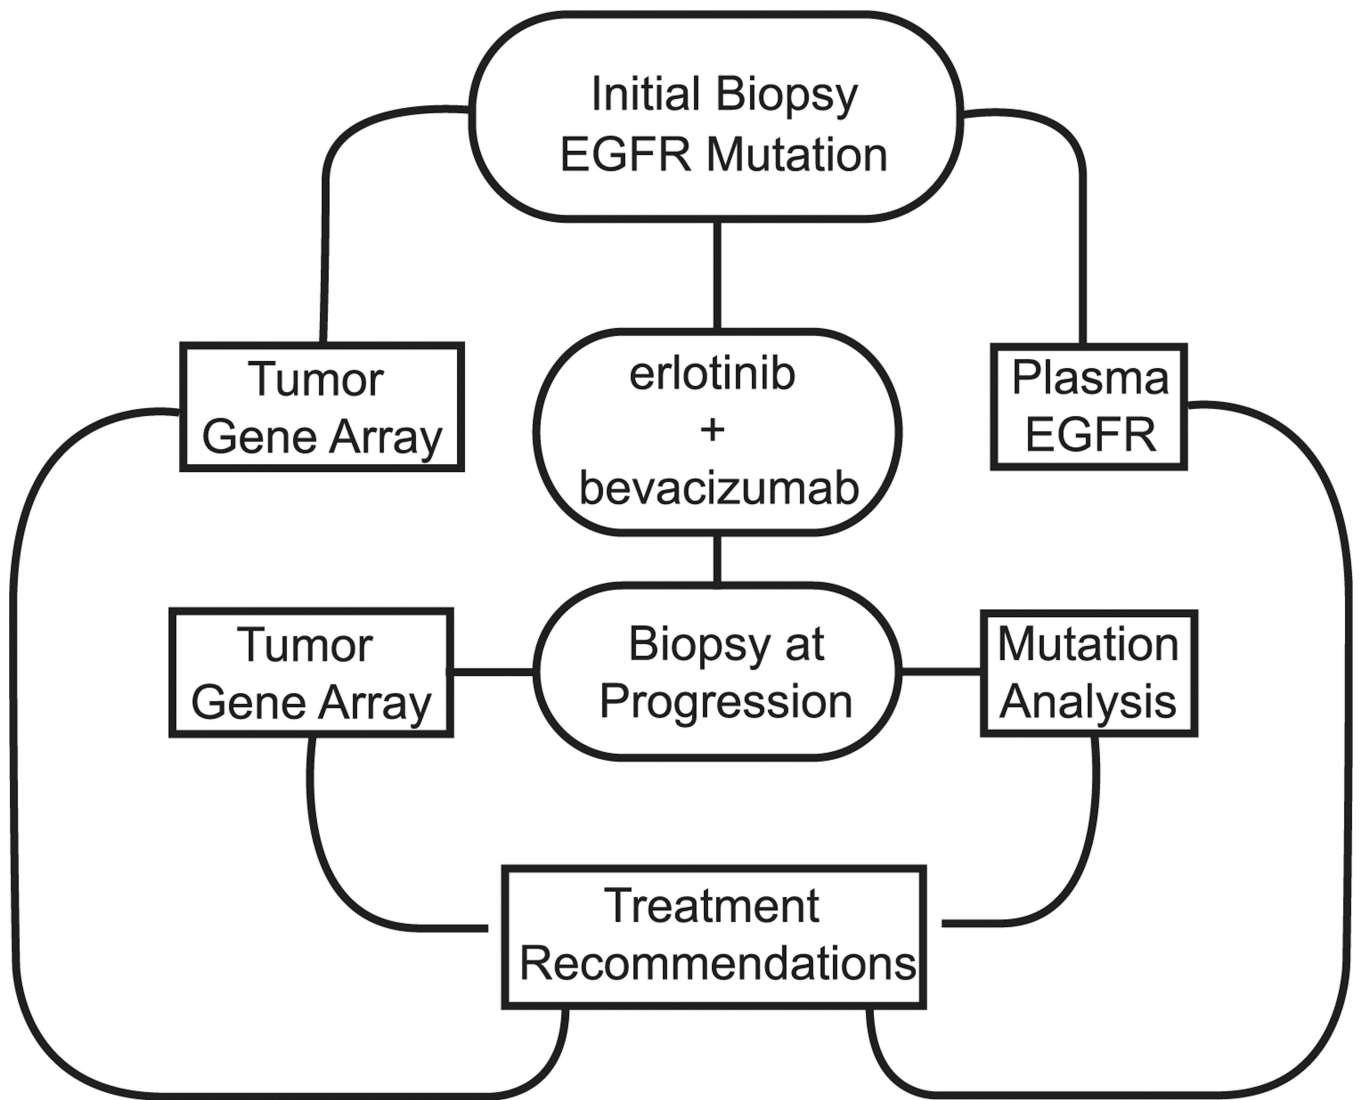 Initial Biopsy
EGFR Mutation
Tumor
Gene Array
erlotinib
+
bevacizumab
Plasma
EGFR
Tumor
Gene Array
Biopsy at
Progression
Mutation
Analysis
Treatment
Recommendations